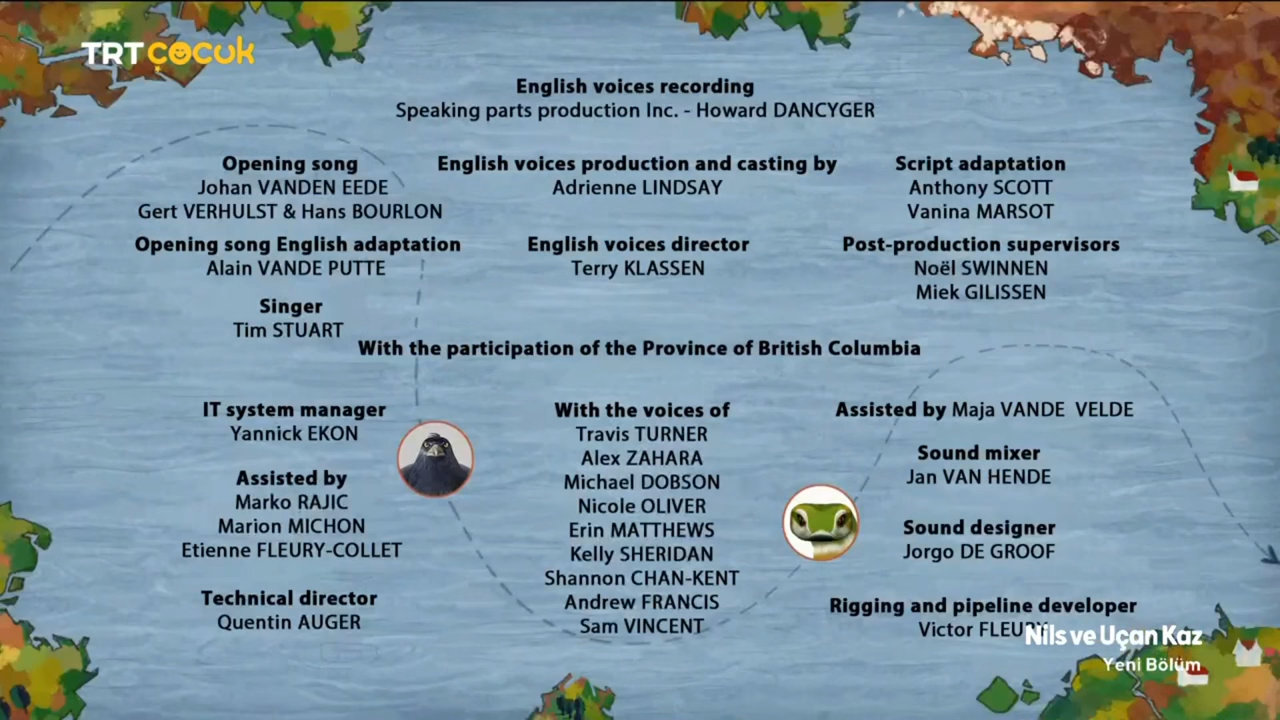 TRT çocuk
English voices recording
Speaking parts production Inc. - Howard DANCYGER
Opening song
Johan VANDEN EEDE
Gert VERHULST & Hans BOURLON
Opening song English adaptation
Alain VANDE PUTTE
Singer
Tim STUART
English voices production and casting by
Adrienne LINDSAY
English voices director
Terry KLASSEN
Script adaptation
Anthony SCOTT
Vanina MARSOT
Post-production supervisors
Noël SWINNEN
Miek GILISSEN
With the participation of the Province of British Columbia
IT system manager
Yannick EKON
Assisted by
Marko RAJIC
Marion MICHON
Etienne FLEURY-COLLET
Technical director
Quentin AUGER
With the voices of
Travis TURNER
Alex ZAHARA
Michael DOBSON
Nicole OLIVER
Erin MATTHEWS
Kelly SHERIDAN
Shannon CHAN-KENT
Andrew FRANCIS
Sam VINCENT
Assisted by Maja VANDE VELDE
Sound mixer
Jan VAN HENDE
Sound designer
Jorgo DE GROOF
Rigging and pipeline developer
Victor FLEURY
Nils ve Uçan Kaz
Yeni Bölüm